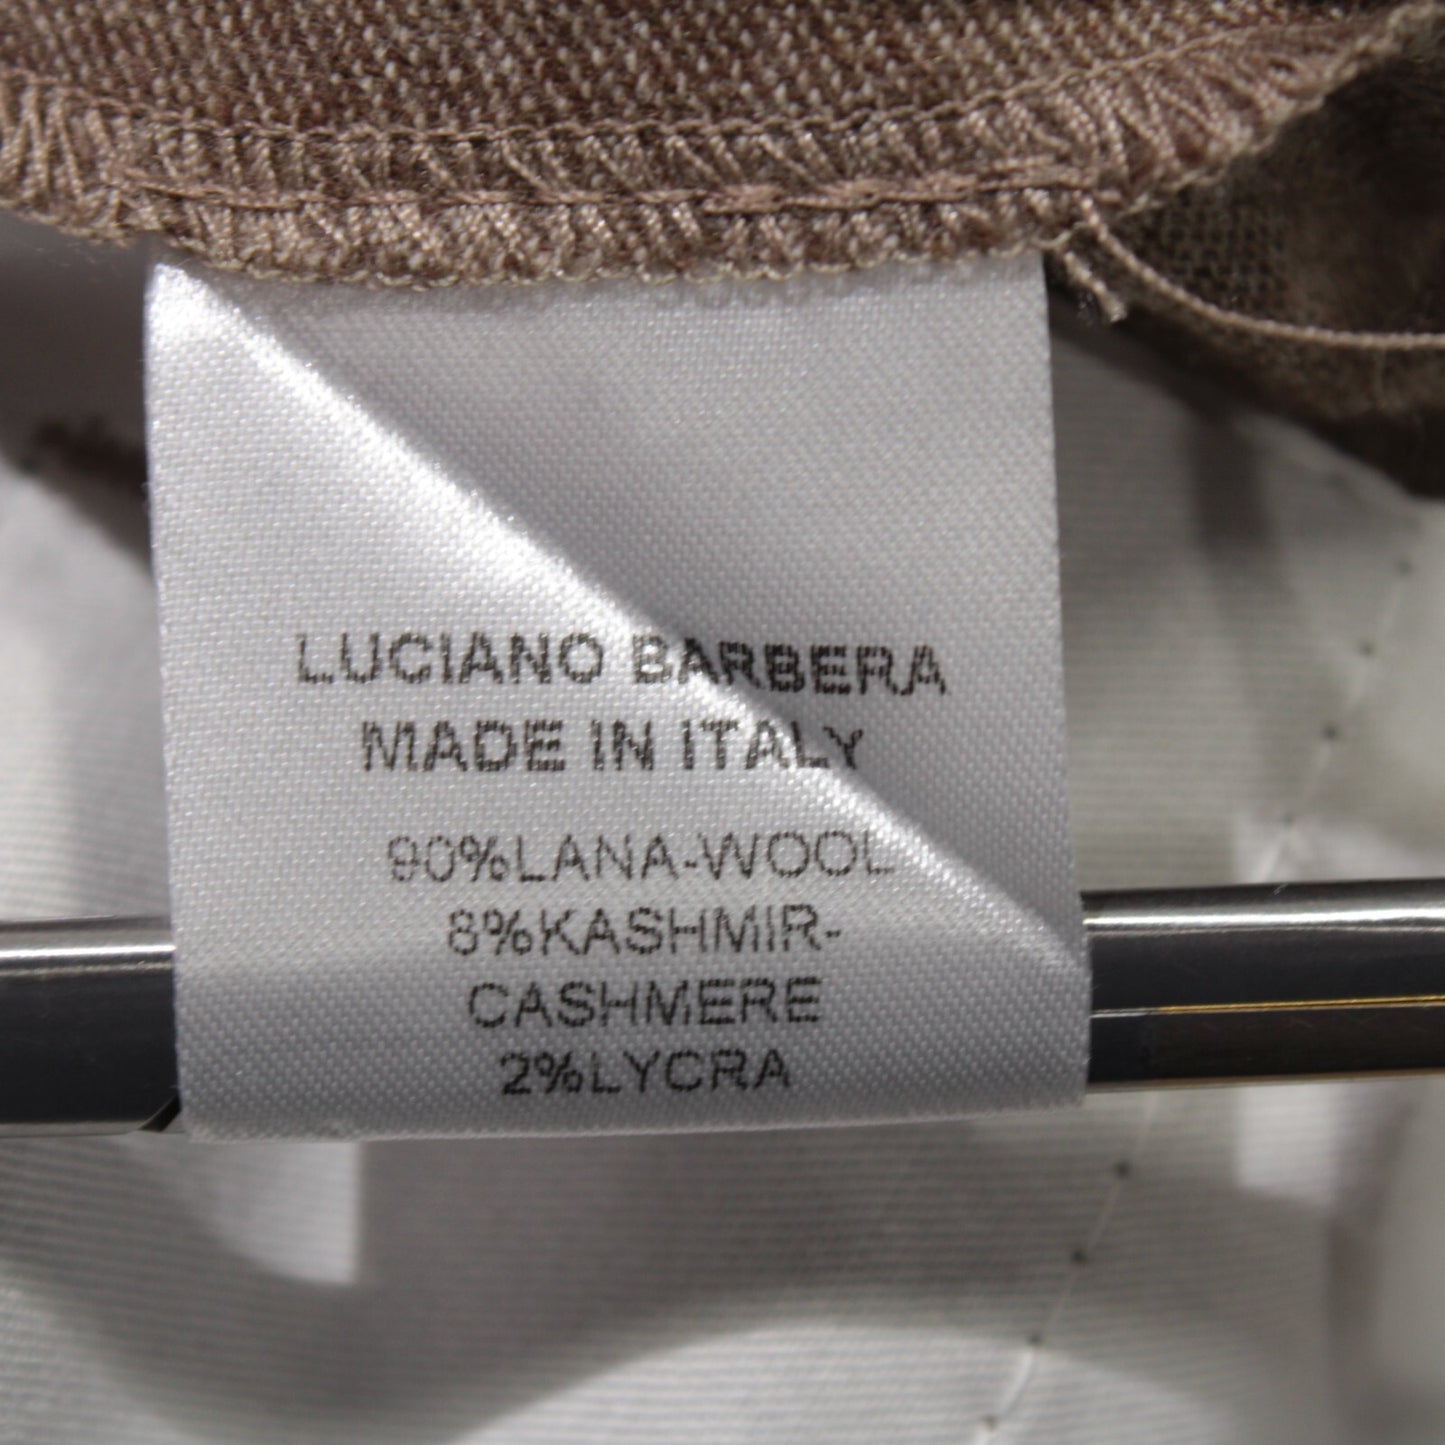 LUCIANO BARBERA
MADE IN ITALY
90%LANA-WOOL
8%KASHMIR-
CASHMERE
2%LYCRA